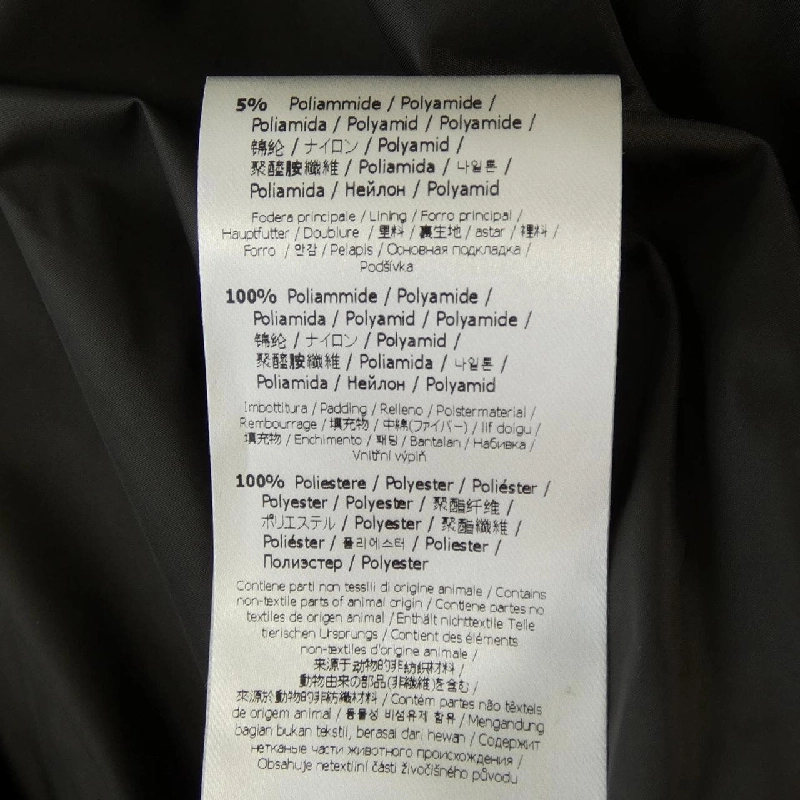 5% Poliammide / Polyamide /
Poliamida / Polyamid / Polyamide /
锦纶 / ナイロン / Polyamid /
聚醯胺纖維 / Poliamida / 나일론 /
Poliamida / Нейлон / Polyamid
Fodera principale / Lining / Forro principal /
Hauptfutter / Doublure / 里料 / 裏生地 / astar / 裡料 /
Forro / 안감 / Pelapis / Основная подкладка /
Podšívka
100% Poliammide / Polyamide /
Poliamida / Polyamid / Polyamide /
锦纶 / ナイロン / Polyamid /
聚醯胺纖維 / Poliamida / 나일론 /
Poliamida / Нейлон / Polyamid
Imbottitura / Padding / Relleno / Polstermaterial /
Rembourrage / 填充物 / 中綿(ファイバー) / lif dolgu /
填充物 / Enchimento / 패딩 / Bantalan / Набивка /
Vnitřní výplň
100% Poliestere / Polyester / Poliéster /
Polyester / Polyester / 聚酯纤维 /
ポリエステル / Polyester / 聚酯纖維 /
Poliéster / 폴리에스터 / Poliester /
Полиэстер / Polyester
Contiene parti non tessili di origine animale / Contains
non-textile parts of animal origin / Contiene partes no
textiles de origen animal / Enthält nichttextile Teile
tierischen Ursprungs / Contient des éléments
non-textiles d'origine animale /
来源于动物的非纺织材料 /
動物由来の部品(非繊維)を含む /
來源於動物的非紡織材料 / Contém partes não têxteis
de origem animal / 동물성 비섬유제 함유 / Mengandung
bagian bukan tekstil, berasal dari hewan / Содержит
нетканые части животного происхождения /
Obsahuje netextilní části živočišného původu